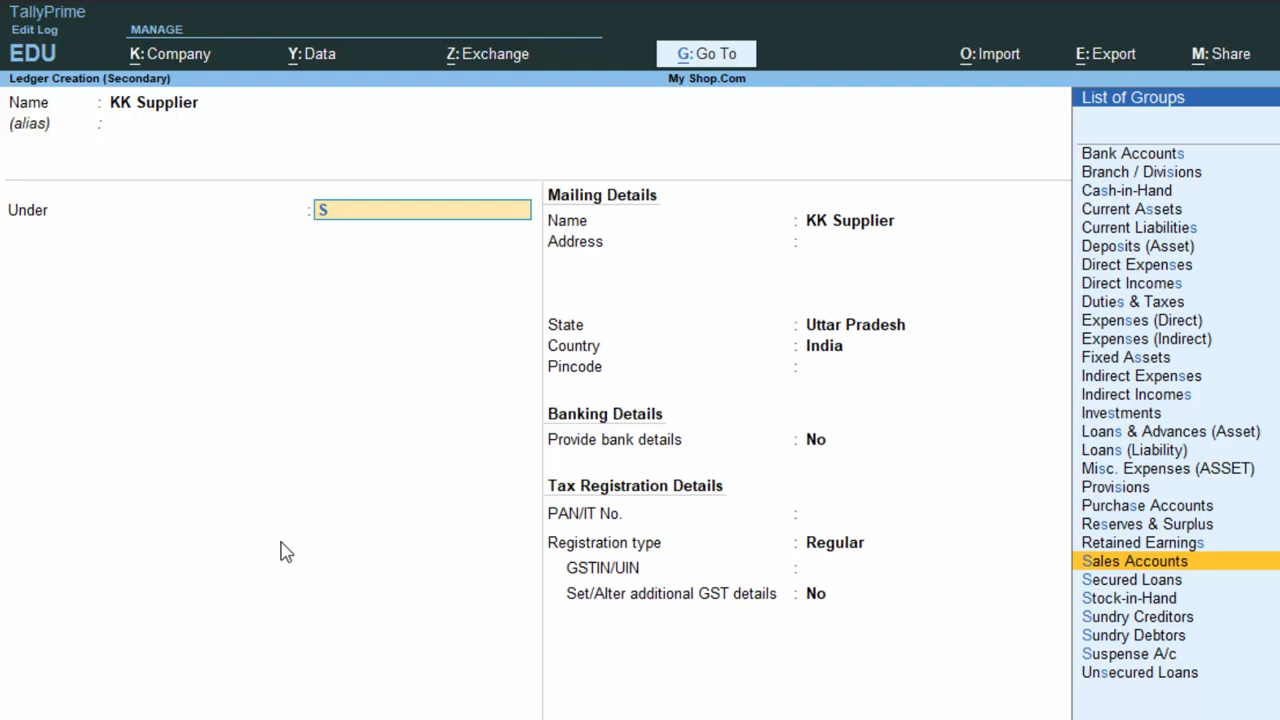 TallyPrime
Edit Log
EDU
MANAGE
K: Company
Y: Data
Z: Exchange
G: Go To
O: Import
E: Export
M: Share
Ledger Creation (Secondary)
My Shop.Com
Name : KK Supplier
(alias) :
Under : S
Mailing Details
Name : KK Supplier
Address :
State : Uttar Pradesh
Country : India
Pincode :
Banking Details
Provide bank details : No
Tax Registration Details
PAN/IT No. :
Registration type : Regular
GSTIN/UIN :
Set/Alter additional GST details : No
List of Groups
Bank Accounts
Branch / Divisions
Cash-in-Hand
Current Assets
Current Liabilities
Deposits (Asset)
Direct Expenses
Direct Incomes
Duties & Taxes
Expenses (Direct)
Expenses (Indirect)
Fixed Assets
Indirect Expenses
Indirect Incomes
Investments
Loans & Advances (Asset)
Loans (Liability)
Misc. Expenses (ASSET)
Provisions
Purchase Accounts
Reserves & Surplus
Retained Earnings
Sales Accounts
Secured Loans
Stock-in-Hand
Sundry Creditors
Sundry Debtors
Suspense A/c
Unsecured Loans